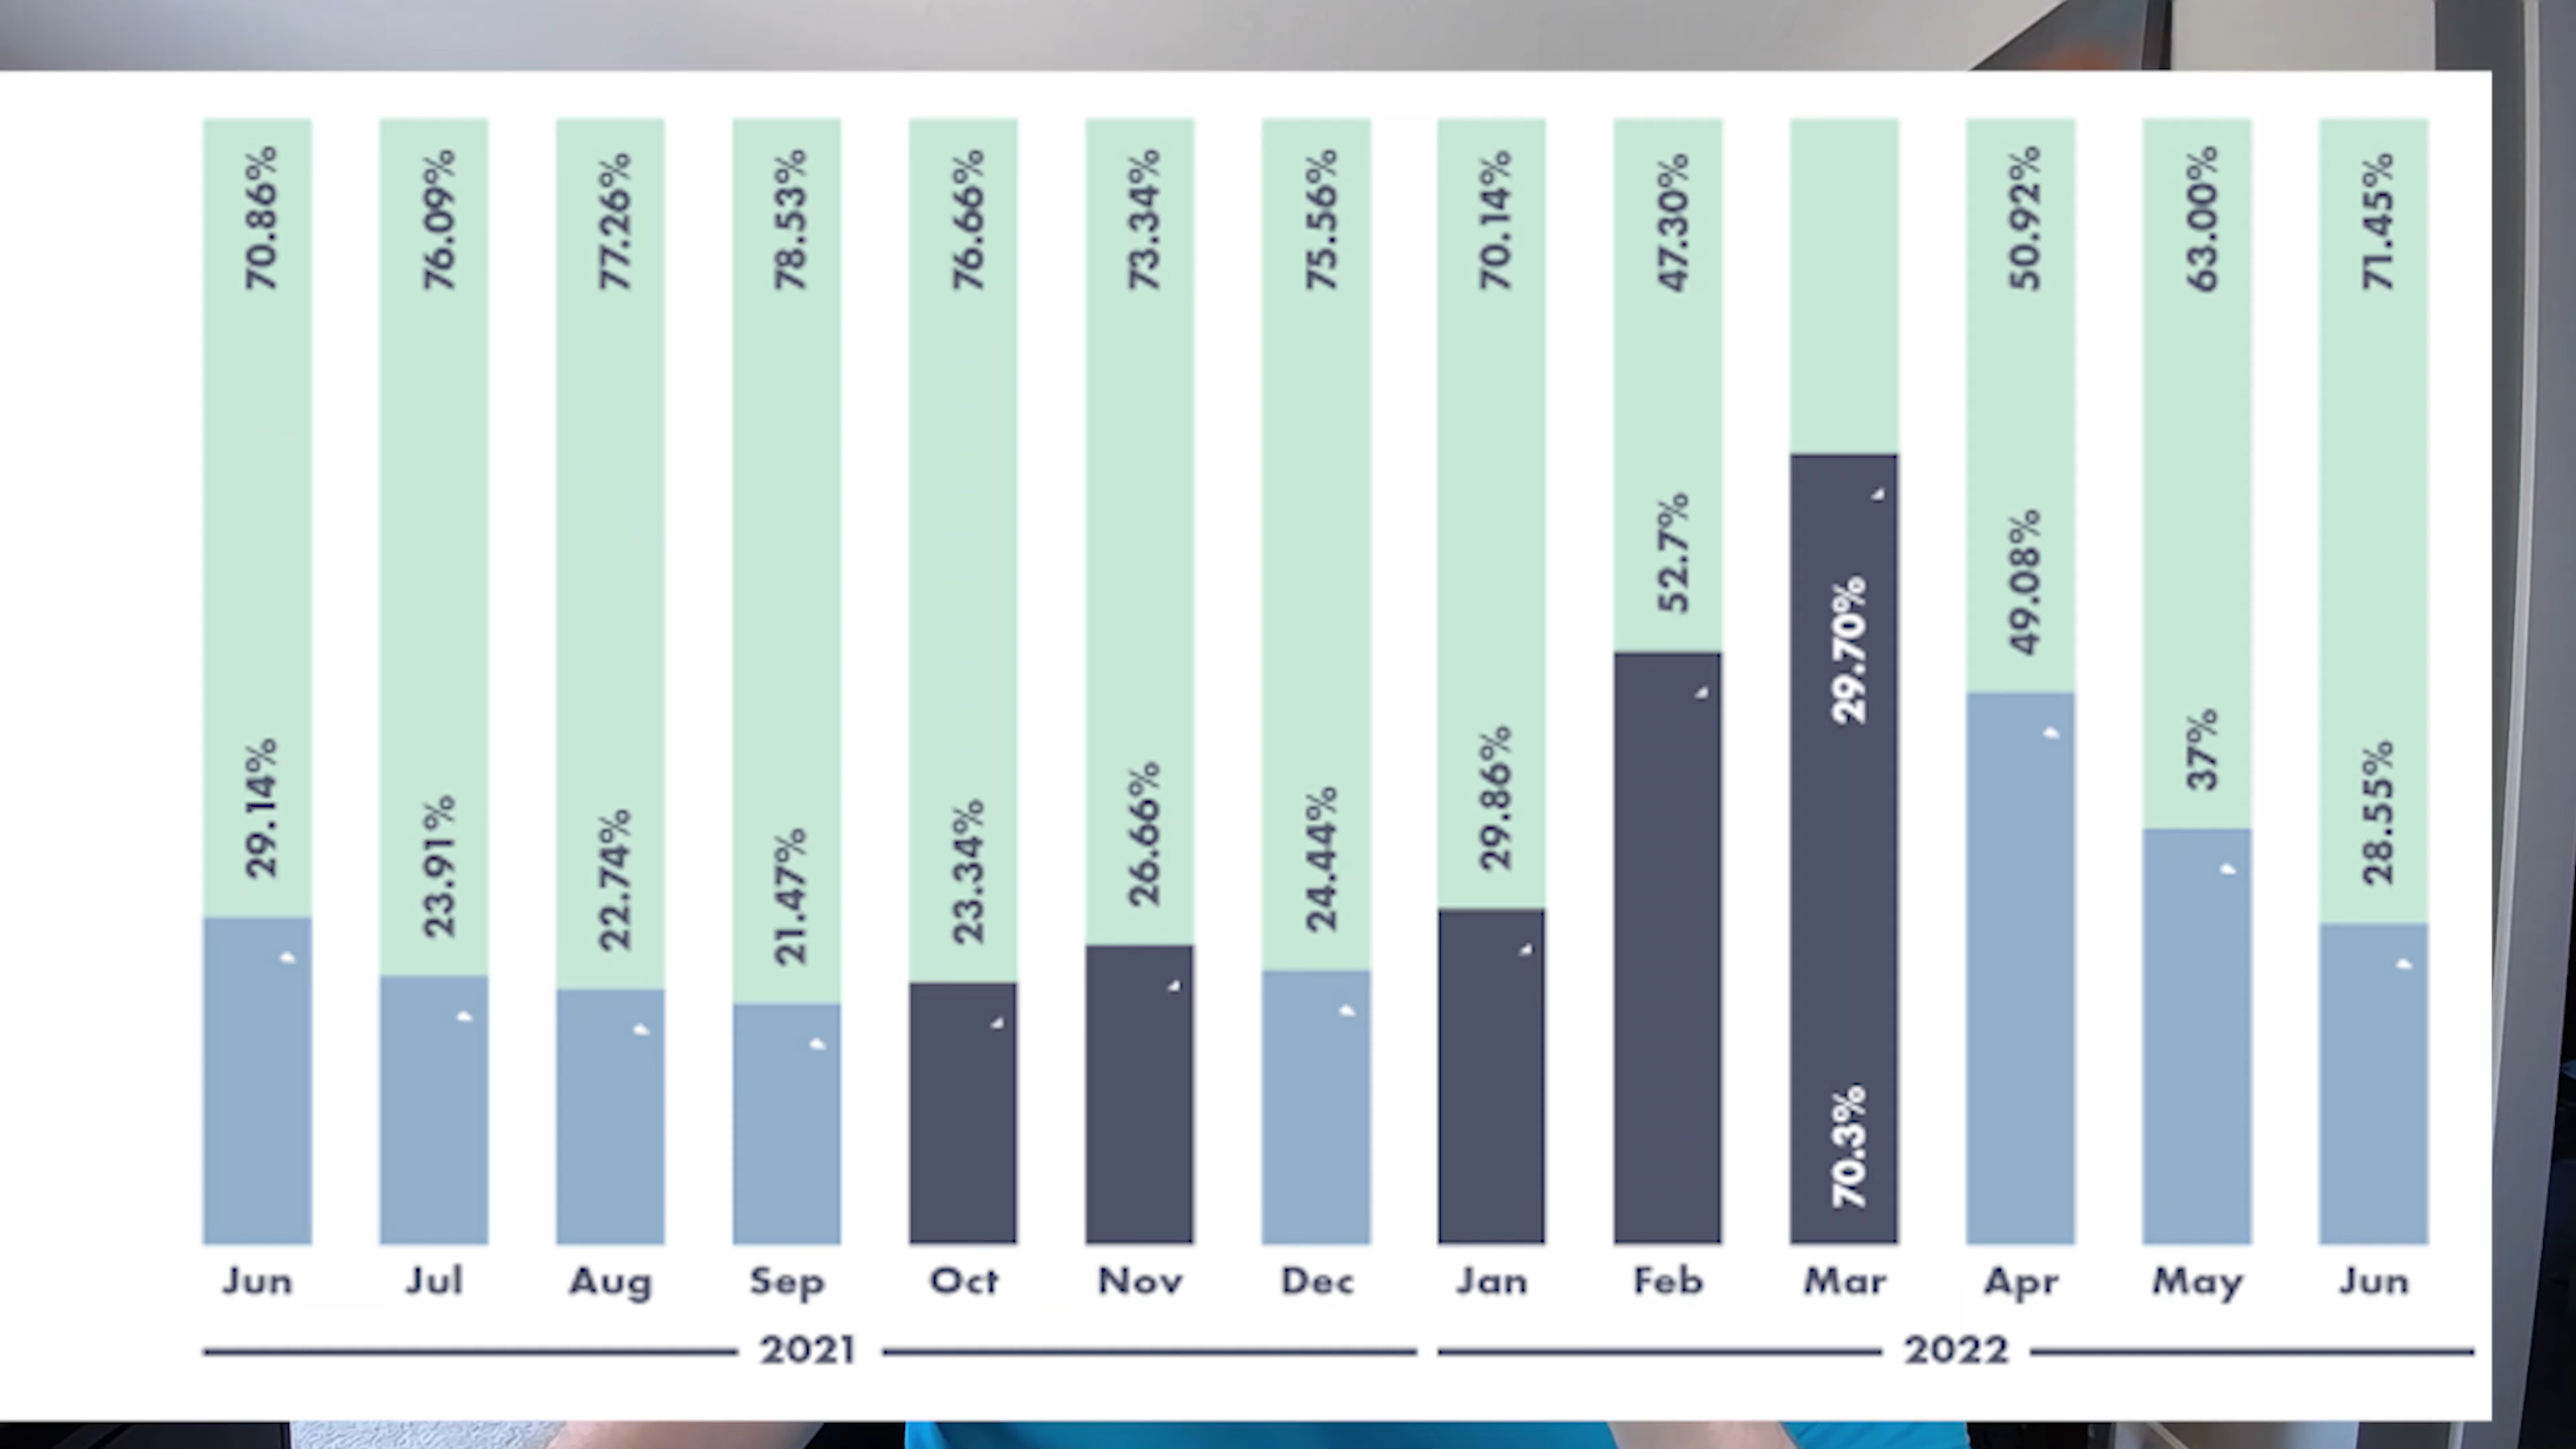 70.86% 76.09% 77.26% 78.53% 76.66% 73.34% 75.56% 70.14% 47.30% 50.92% 63.00% 71.45%
29.14% 23.91% 22.74% 21.47% 23.34% 26.66% 24.44% 29.86% 52.7% 29.70% 49.08% 37% 28.55%
70.3%
Jun Jul Aug Sep Oct Nov Dec Jan Feb Mar Apr May Jun
2021 2022